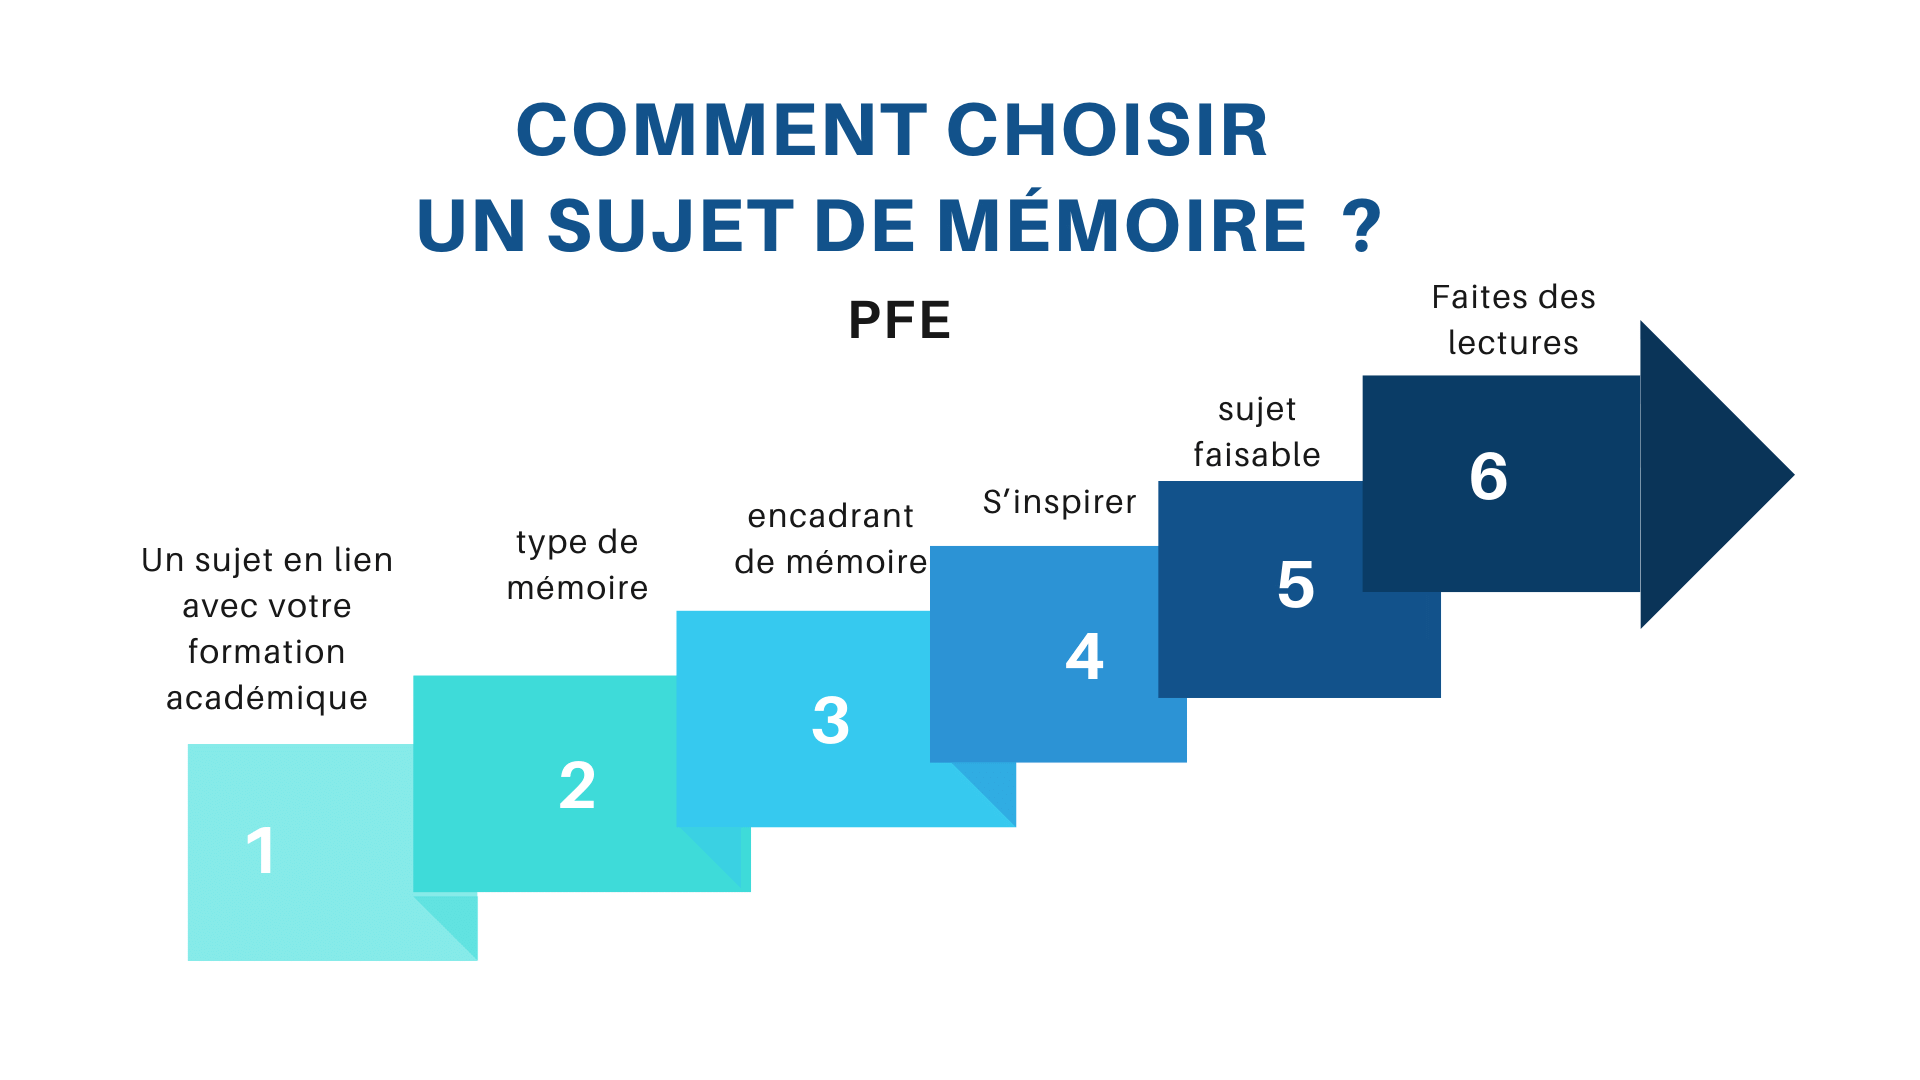 COMMENT CHOISIR
UN SUJET DE MÉMOIRE ?
PFE
Un sujet en lien
avec votre
formation
académique
1
type de
mémoire
2
encadrant
de mémoire
3
S’inspirer
4
sujet
faisable
5
Faites des
lectures
6